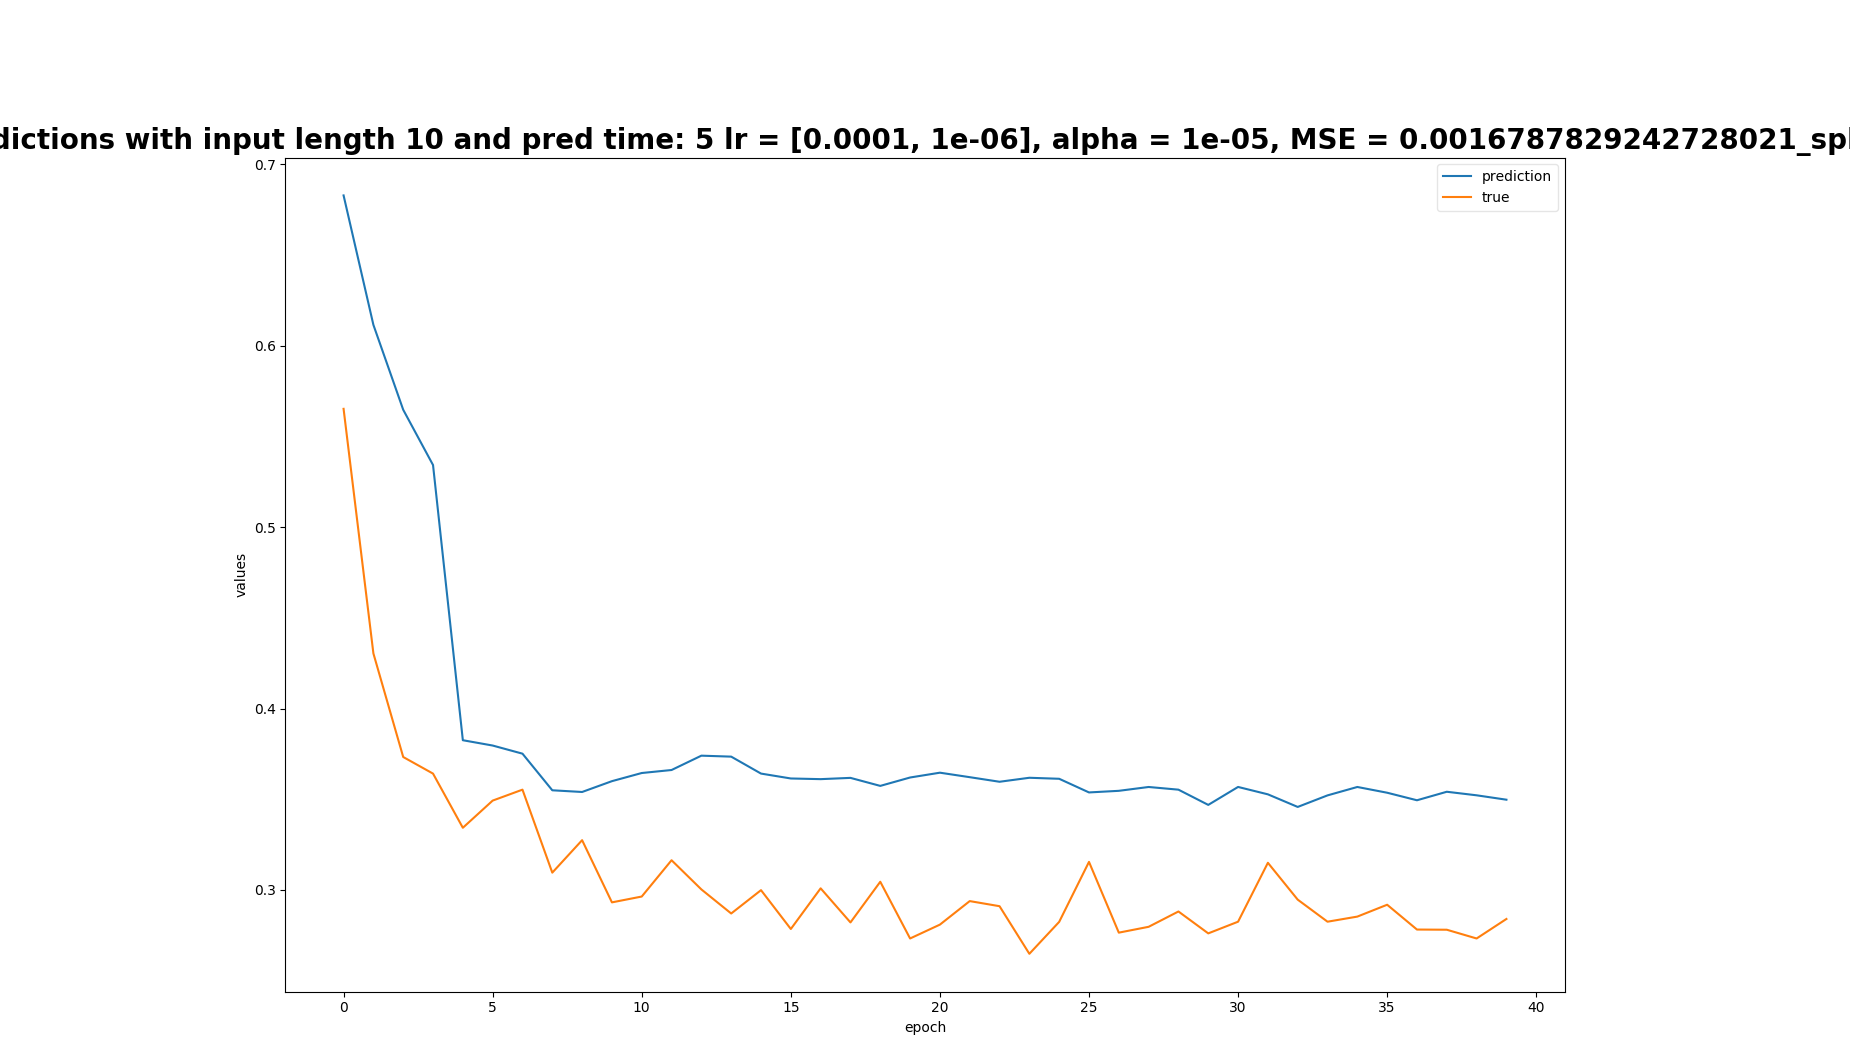 dictions with input length 10 and pred time: 5 lr = [0.0001, 1e-06], alpha = 1e-05, MSE = 0.0016787829242728021_spl
prediction
true
0.7
0.6
0.5
0.4
0.3
values
0 5 10 15 20 25 30 35 40
epoch